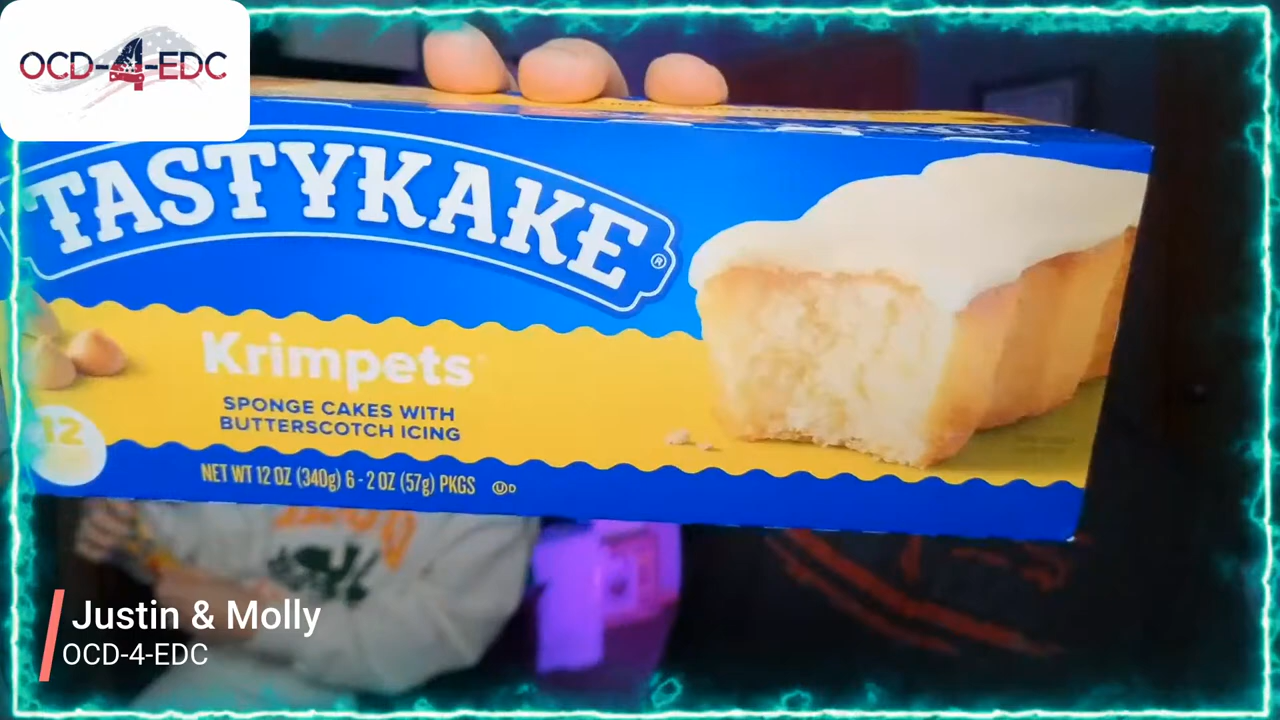 OCD-4-EDC
TASTYKAKE®
Krimpets
SPONGE CAKES WITH
BUTTERSCOTCH ICING
12
NET WT 12 OZ (340g) 6 - 2 OZ (57g) PKGS
Justin & Molly
OCD-4-EDC